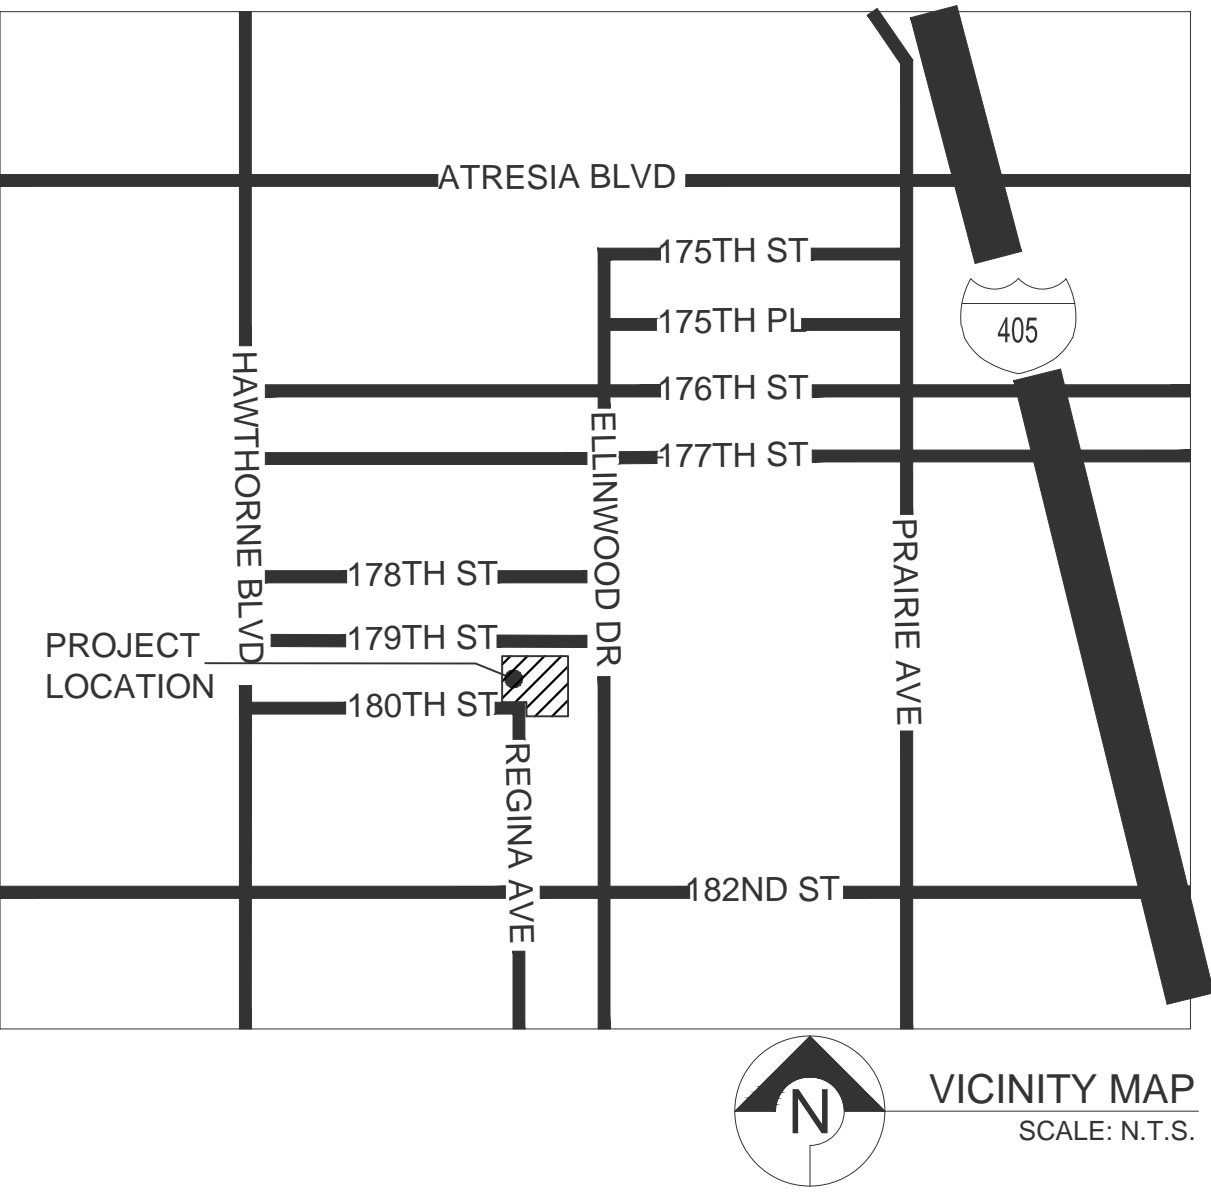 ATRESIA BLVD
175TH ST
175TH PL
405
176TH ST
177TH ST
HAWTHORNE BLVD
ELLINWOOD DR
PRAIRIE AVE
178TH ST
179TH ST
PROJECT
LOCATION
180TH ST
REGINA AVE
182ND ST
N
VICINITY MAP
SCALE: N.T.S.